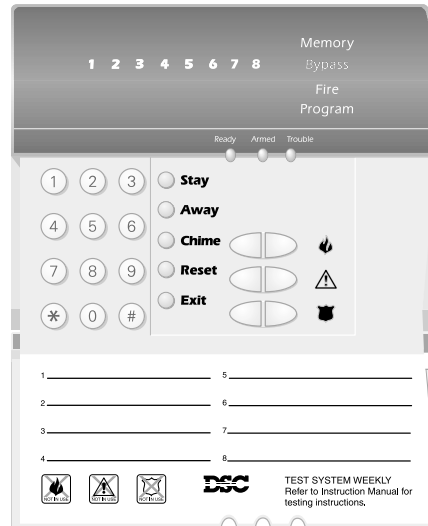 Memory
1 2 3 4 5 6 7 8
Bypass
Fire
Program
Ready Armed Trouble
1 2 3
Stay
Away
4 5 6
Chime
7 8 9
Reset
Exit
* 0 #
1 5
2 6
3 7
4 8
NOT IN USE NOT IN USE NOT IN USE
DSC
TEST SYSTEM WEEKLY
Refer to Instruction Manual for
testing instructions.